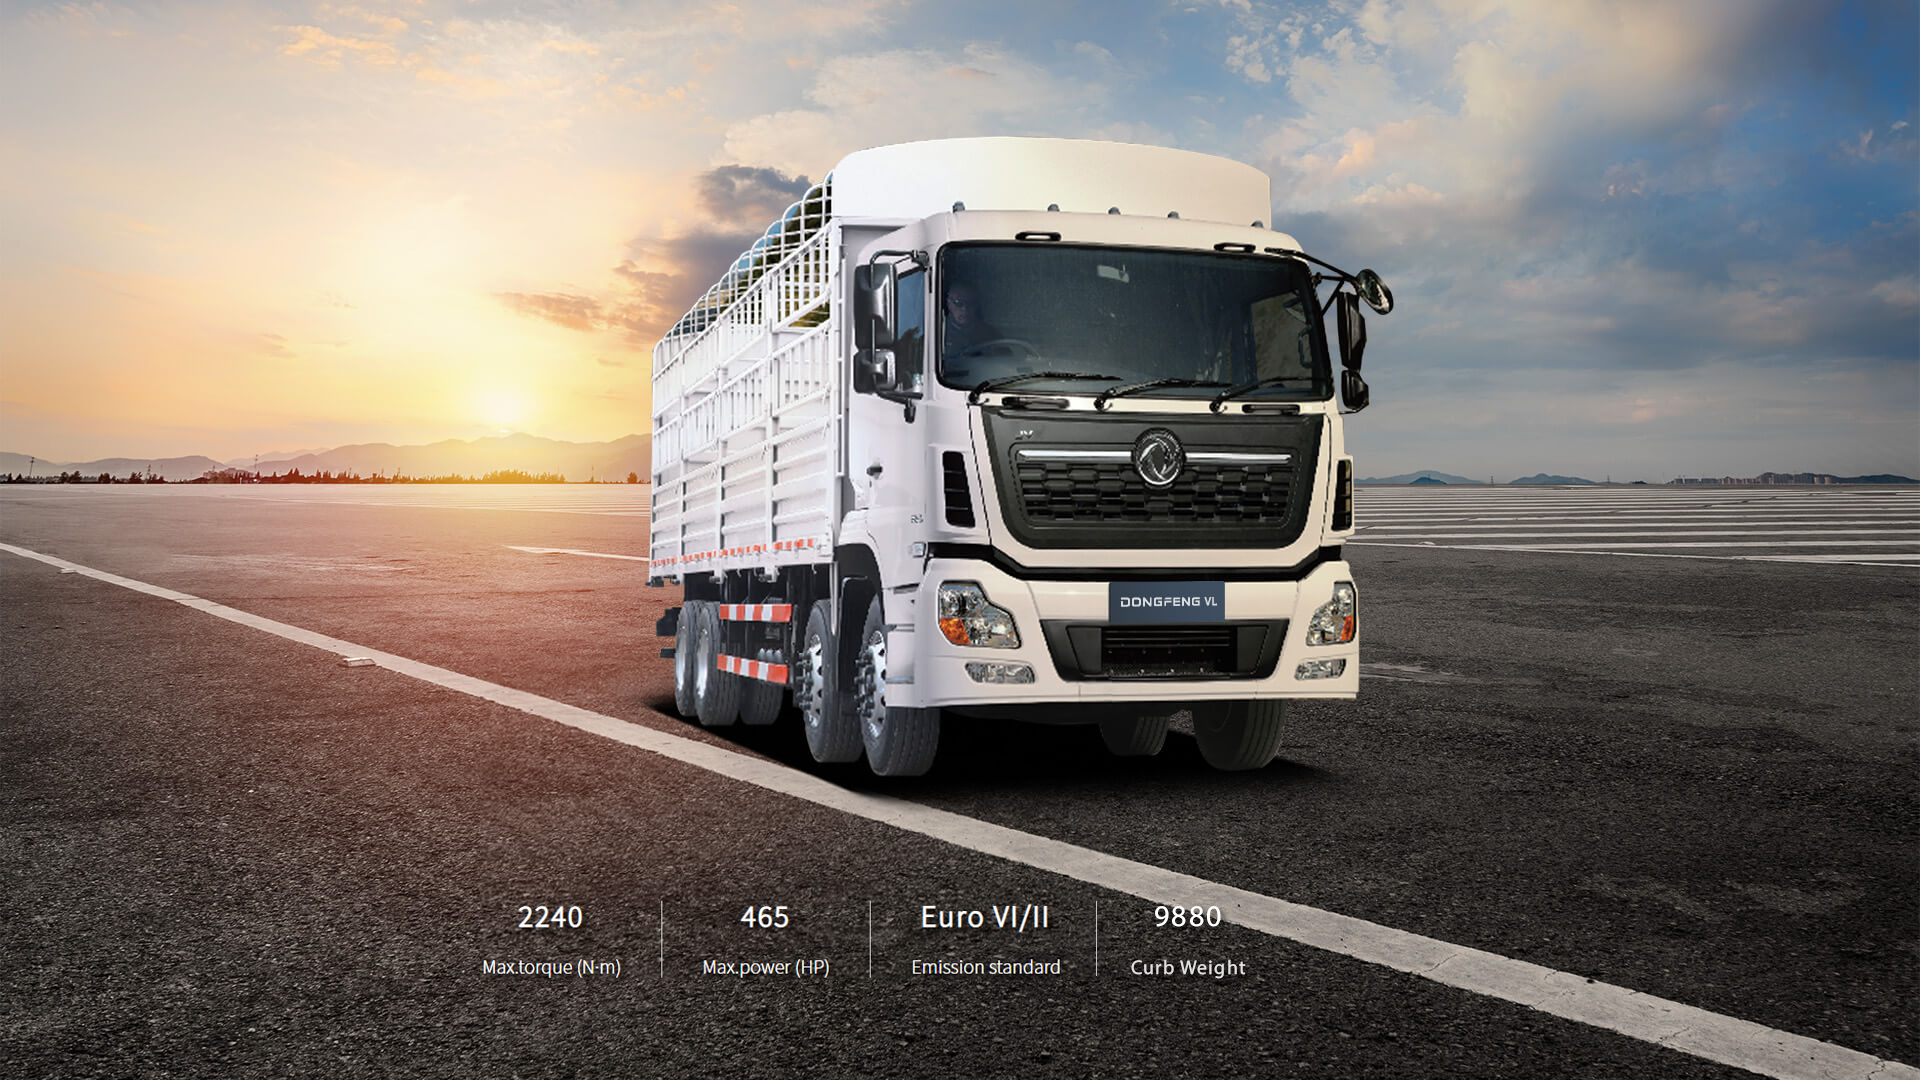 DONGFENG VL
2240
Max.torque (N·m)
465
Max.power (HP)
Euro VI/II
Emission standard
9880
Curb Weight